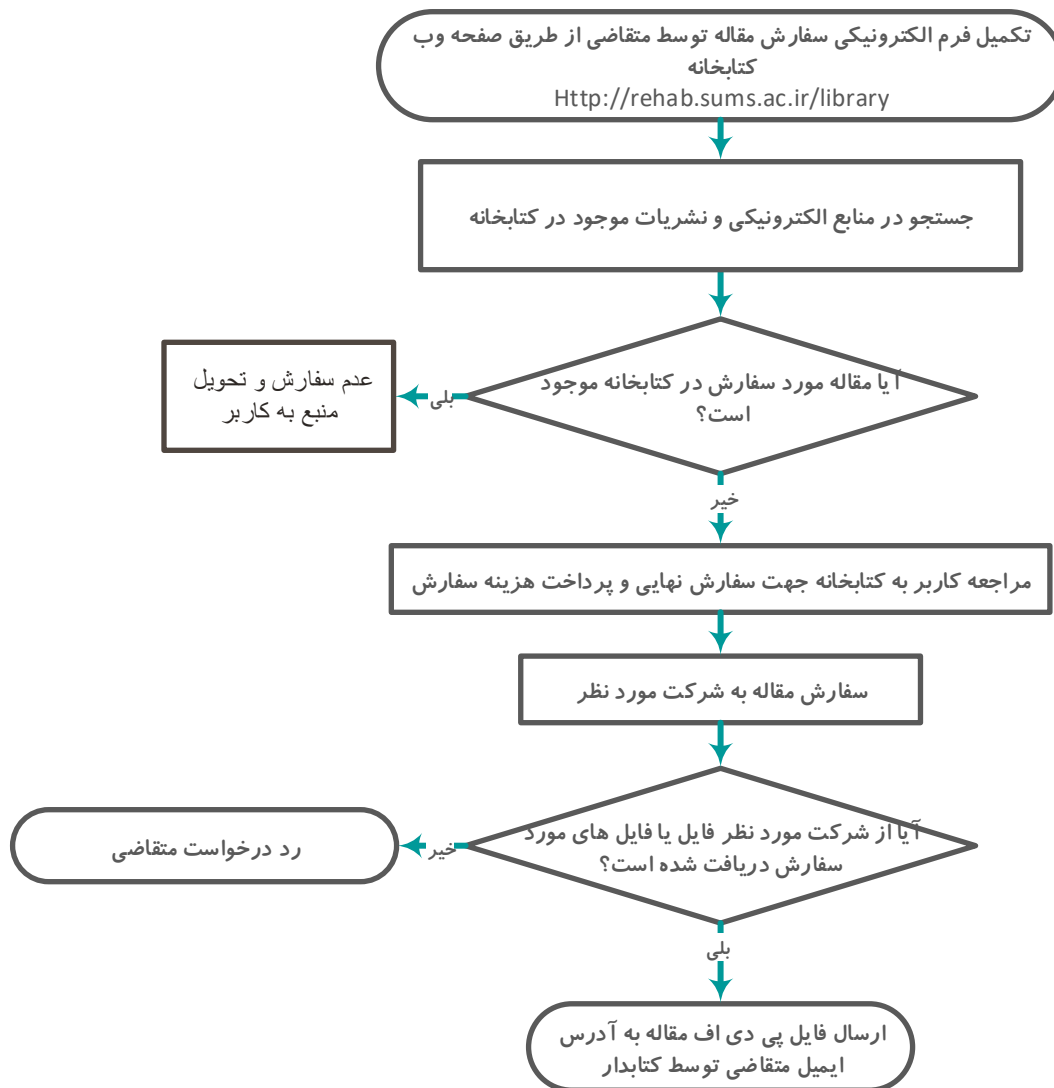 تکمیل فرم الکترونیکی سفارش مقاله توسط متقاضی از طریق صفحه وب
کتابخانه
Http://rehab.sums.ac.ir/library
جستجو در منابع الکترونیکی و نشریات موجود در کتابخانه
آیا مقاله مورد سفارش در کتابخانه موجود
است؟
بلی
عدم سفارش و تحویل
منبع به کاربر
خیر
مراجعه کاربر به کتابخانه جهت سفارش نهایی و پرداخت هزینه سفارش
سفارش مقاله به شرکت مورد نظر
آیا از شرکت مورد نظر فایل یا فایل های مورد
سفارش دریافت شده است؟
خیر
رد درخواست متقاضی
بلی
ارسال فایل پی دی اف مقاله به آدرس
ایمیل متقاضی توسط کتابدار